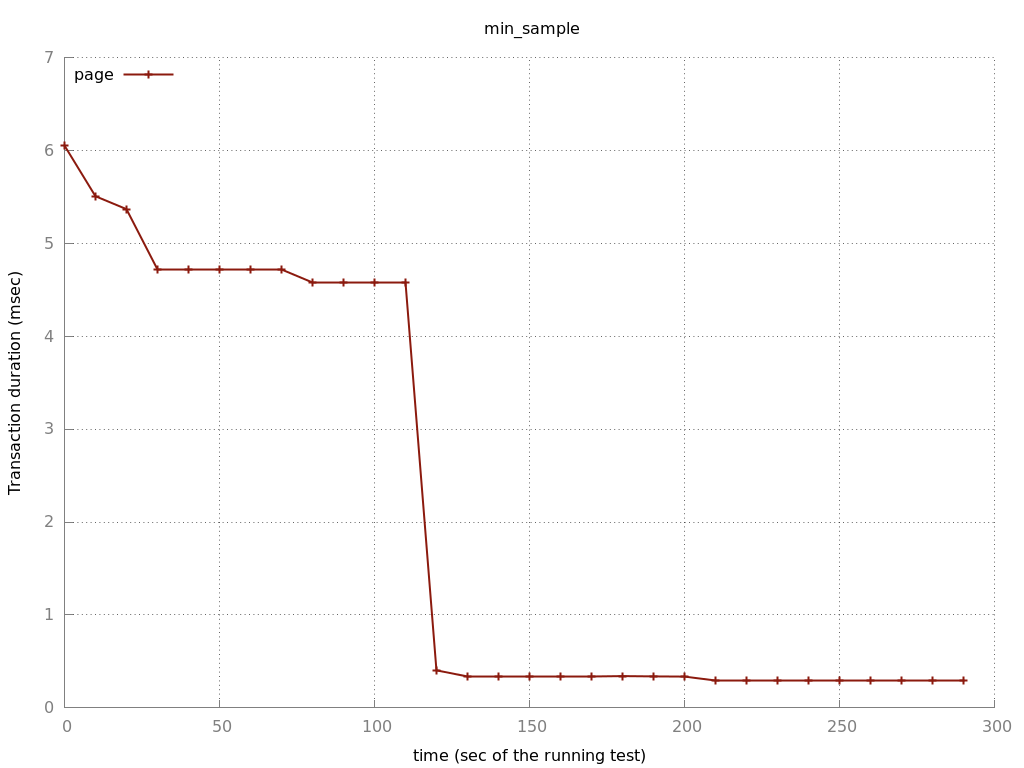 min_sample
page
7
6
5
4
3
2
1
0
Transaction duration (msec)
0 50 100 150 200 250 300
time (sec of the running test)